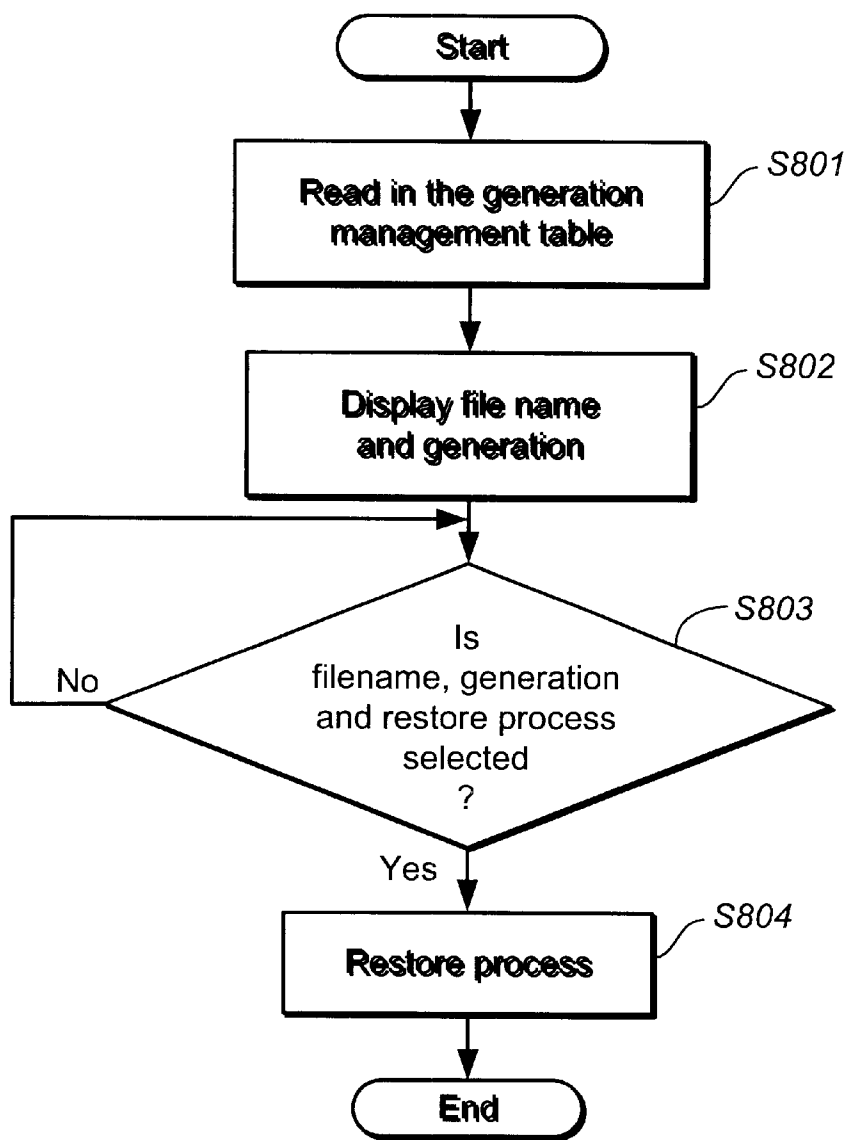 Start
S801
Read in the generation
management table
S802
Display file name
and generation
S803
Is
filename, generation
and restore process
selected
?
No
Yes
S804
Restore process
End